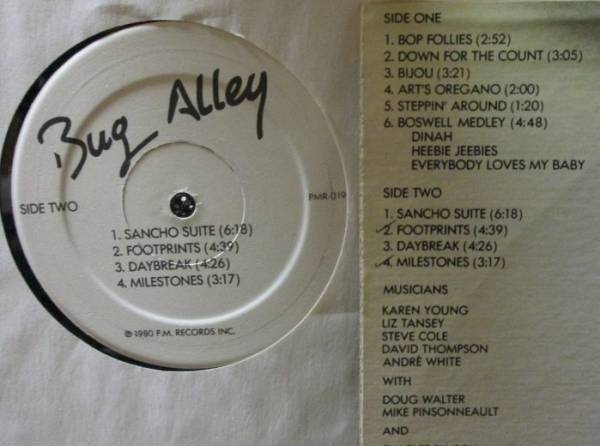 Bug Alley
SIDE TWO
PMR-019
1. SANCHO SUITE (6:18)
2. FOOTPRINTS (4:39)
3. DAYBREAK (4:26)
4. MILESTONES (3:17)
℗ 1980 P.M. RECORDS INC.
SIDE ONE
1. BOP FOLLIES (2:52)
2. DOWN FOR THE COUNT (3:05)
3. BIJOU (3:21)
4. ART'S OREGANO (2:00)
5. STEPPIN' AROUND (1:20)
6. BOSWELL MEDLEY (4:48)
DINAH
HEEBIE JEEBIES
EVERYBODY LOVES MY BABY
SIDE TWO
1. SANCHO SUITE (6:18)
2. FOOTPRINTS (4:39)
3. DAYBREAK (4:26)
4. MILESTONES (3:17)
MUSICIANS
KAREN YOUNG
LIZ TANSEY
STEVE COLE
DAVID THOMPSON
ANDRÉ WHITE
WITH
DOUG WALTER
MIKE PINSONNEAULT
AND